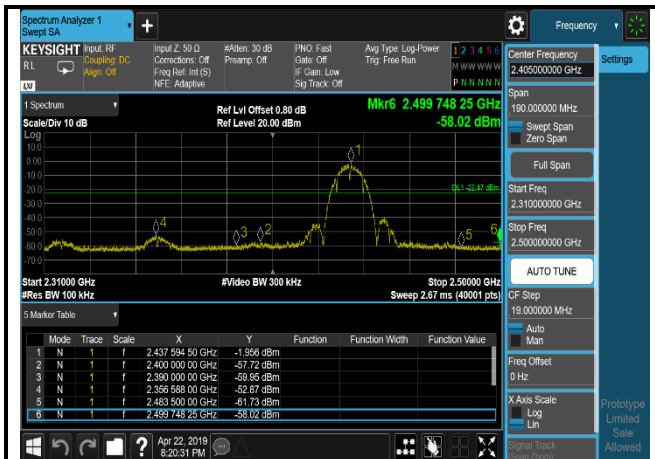 Spectrum Analyzer 1
Swept SA
+
Frequency
KEYSIGHT
RL
LXI
Input: RF
Coupling: DC
Align: Off
Input Z: 50 Ω
Corrections: Off
Freq Ref: Int (S)
NFE: Adaptive
#Atten: 30 dB
Preamp: Off
PNO: Fast
Gate: Off
IF Gain: Low
Sig Track: Off
Avg Type: Log-Power
Trig: Free Run
1 2 3 4 5 6
M W W W W W
P N N N N N
1 Spectrum
Scale/Div 10 dB
Ref Lvl Offset 0.80 dB
Ref Level 20.00 dBm
Mkr6 2.499 748 25 GHz
-58.02 dBm
Log
10.0
0.00
-10.0
-20.0
-30.0
-40.0
-50.0
-60.0
-70.0
1
DL1 -22.47 dBm
4
3
2
5
6
Start 2.31000 GHz
#Res BW 100 kHz
#Video BW 300 kHz
Stop 2.50000 GHz
Sweep 2.67 ms (40001 pts)
5 Marker Table
Mode Trace Scale X Y Function Function Width Function Value
1 N 1 f 2.437 594 50 GHz -1.956 dBm
2 N 1 f 2.400 000 00 GHz -57.72 dBm
3 N 1 f 2.390 000 00 GHz -59.95 dBm
4 N 1 f 2.356 588 00 GHz -52.87 dBm
5 N 1 f 2.483 500 00 GHz -61.73 dBm
6 N 1 f 2.499 748 25 GHz -58.02 dBm
?
Apr 22, 2019
8:20:31 PM
Center Frequency
2.405000000 GHz
Settings
Span
190.000000 MHz
Swept Span
Zero Span
Full Span
Start Freq
2.310000000 GHz
Stop Freq
2.500000000 GHz
AUTO TUNE
CF Step
19.000000 MHz
Auto
Man
Freq Offset
0 Hz
X Axis Scale
Log
Lin
Signal Track
(Span Zoom)
Prototype
Limited
Sale
Allowed